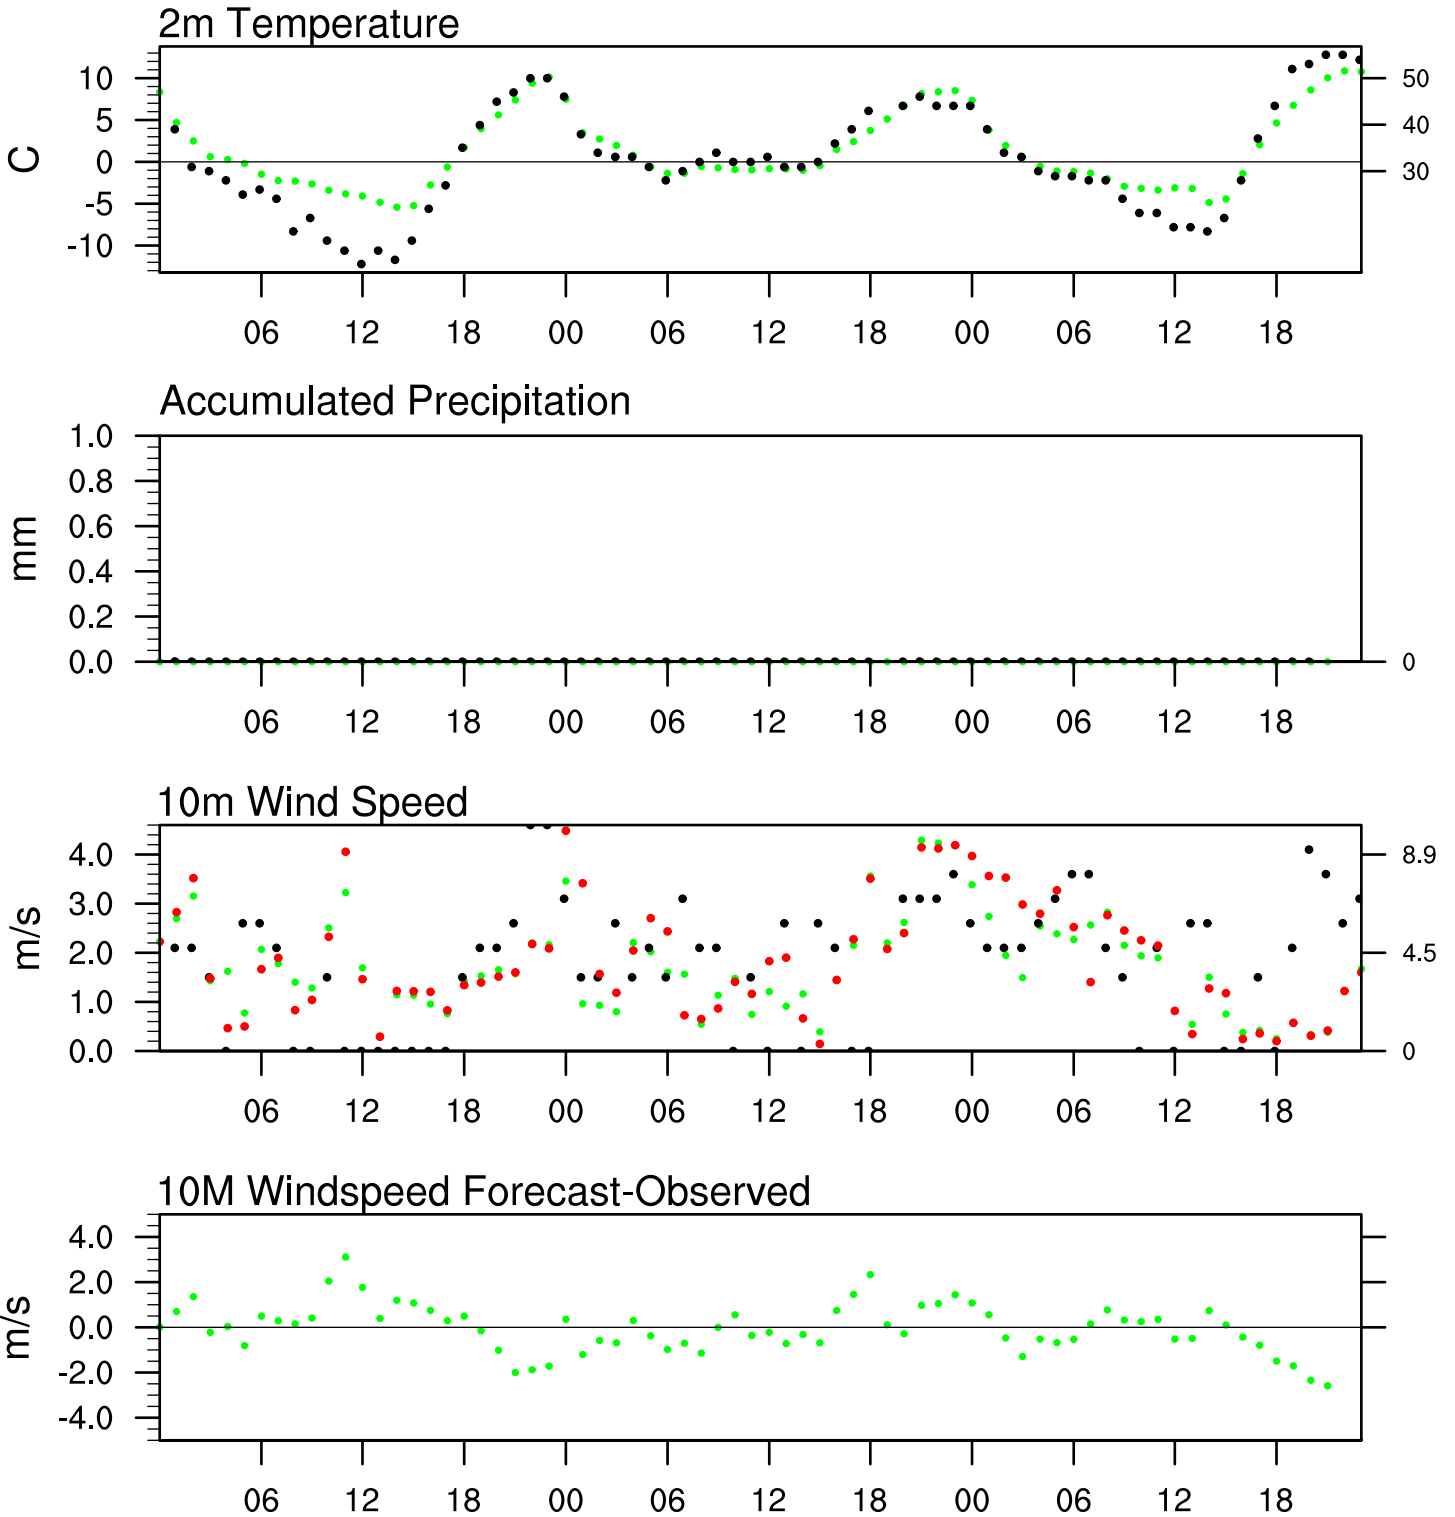 2m Temperature
10
5
0
-5
-10
C
50
40
30
06 12 18 00 06 12 18 00 06 12 18
Accumulated Precipitation
1.0
0.8
0.6
0.4
0.2
0.0
mm
0
06 12 18 00 06 12 18 00 06 12 18
10m Wind Speed
4.0
3.0
2.0
1.0
0.0
m/s
8.9
4.5
0
06 12 18 00 06 12 18 00 06 12 18
10M Windspeed Forecast-Observed
4.0
2.0
0.0
-2.0
-4.0
m/s
06 12 18 00 06 12 18 00 06 12 18